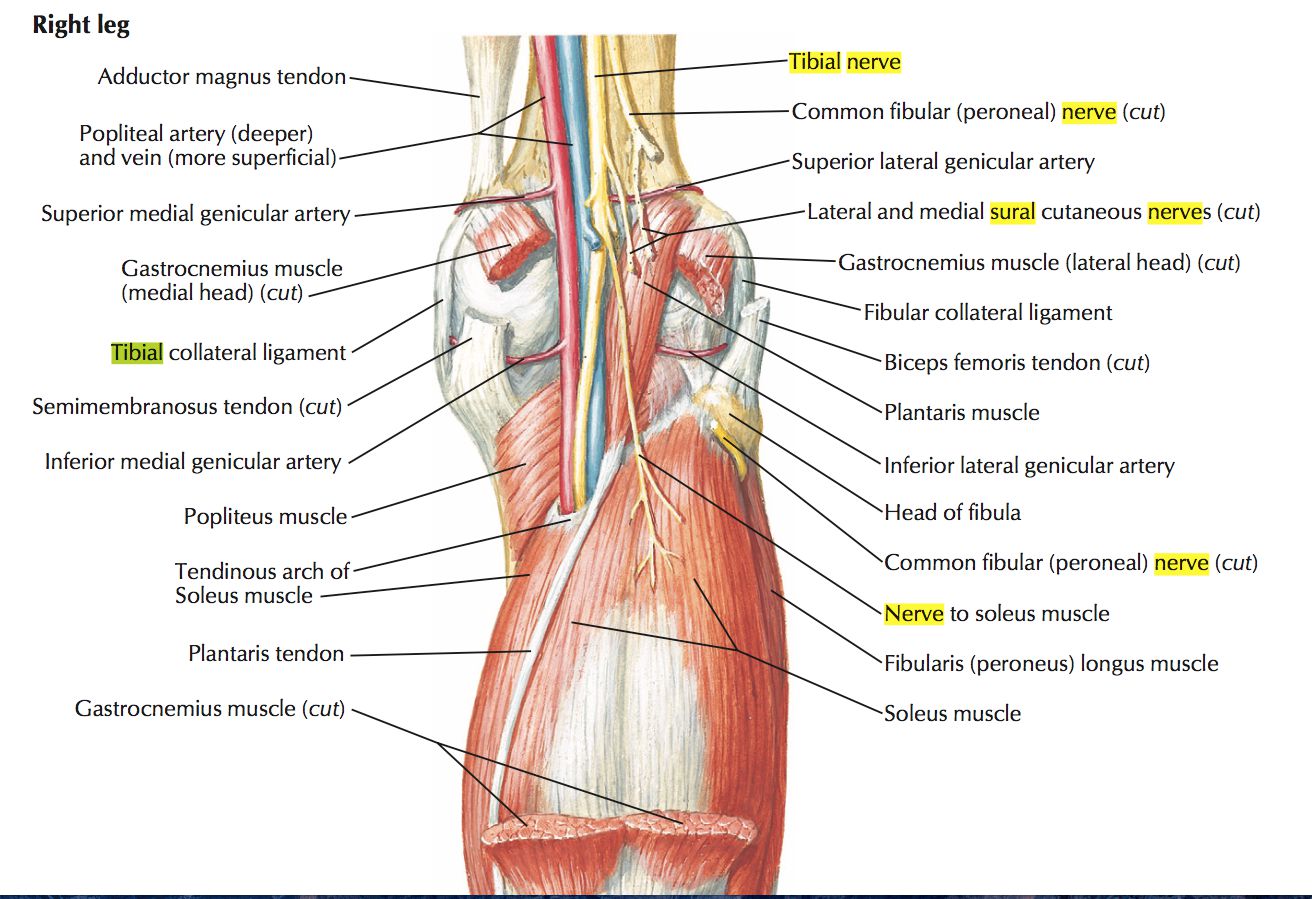 Right leg
Adductor magnus tendon
Popliteal artery (deeper)
and vein (more superficial)
Superior medial genicular artery
Gastrocnemius muscle
(medial head) (cut)
Tibial collateral ligament
Semimembranosus tendon (cut)
Inferior medial genicular artery
Popliteus muscle
Tendinous arch of
Soleus muscle
Plantaris tendon
Gastrocnemius muscle (cut)
Tibial nerve
Common fibular (peroneal) nerve (cut)
Superior lateral genicular artery
Lateral and medial sural cutaneous nerves (cut)
Gastrocnemius muscle (lateral head) (cut)
Fibular collateral ligament
Biceps femoris tendon (cut)
Plantaris muscle
Inferior lateral genicular artery
Head of fibula
Common fibular (peroneal) nerve (cut)
Nerve to soleus muscle
Fibularis (peroneus) longus muscle
Soleus muscle